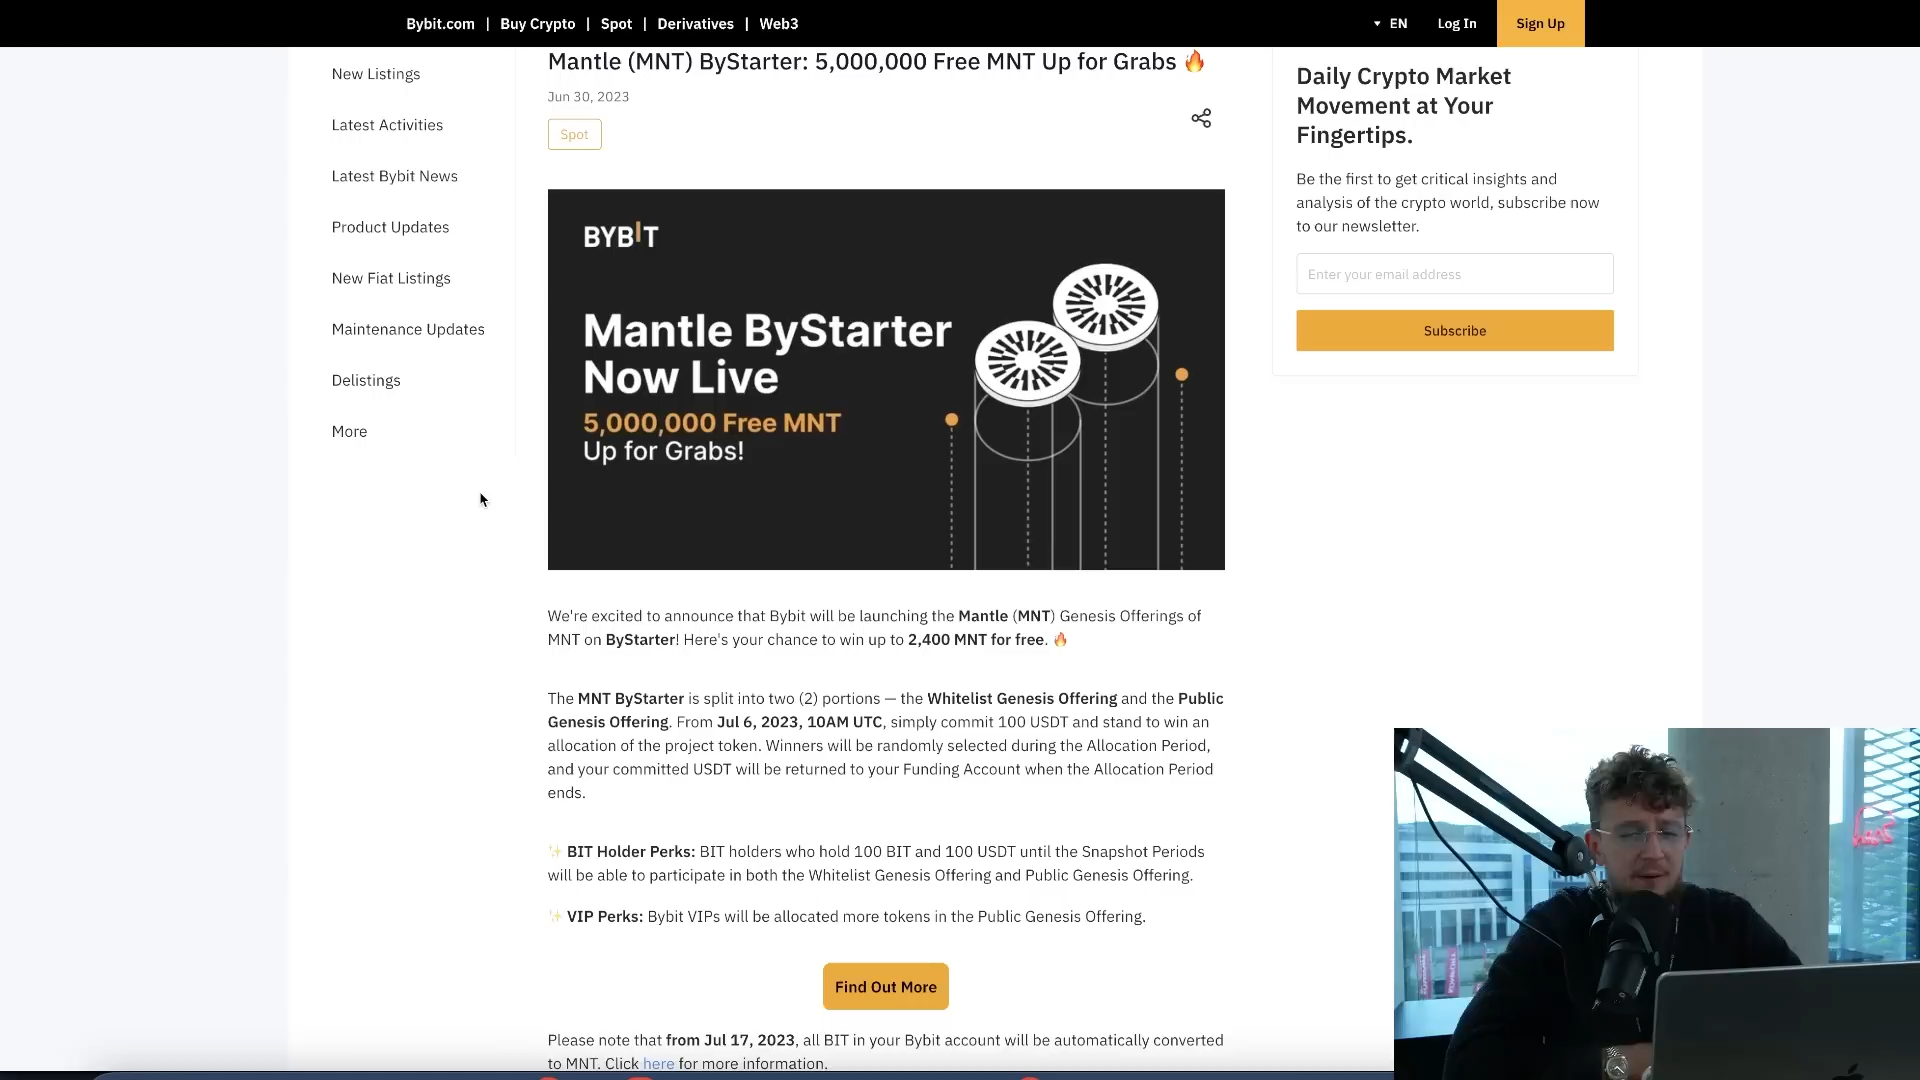 Bybit.com | Buy Crypto | Spot | Derivatives | Web3
EN
Log In
Sign Up
New Listings
Latest Activities
Latest Bybit News
Product Updates
New Fiat Listings
Maintenance Updates
Delistings
More
Mantle (MNT) ByStarter: 5,000,000 Free MNT Up for Grabs 🔥
Jun 30, 2023
Spot
BYBIT
Mantle ByStarter
Now Live
5,000,000 Free MNT
Up for Grabs!
We're excited to announce that Bybit will be launching the Mantle (MNT) Genesis Offerings of
MNT on ByStarter! Here's your chance to win up to 2,400 MNT for free. 🔥
The MNT ByStarter is split into two (2) portions — the Whitelist Genesis Offering and the Public
Genesis Offering. From Jul 6, 2023, 10AM UTC, simply commit 100 USDT and stand to win an
allocation of the project token. Winners will be randomly selected during the Allocation Period,
and your committed USDT will be returned to your Funding Account when the Allocation Period
ends.
✨ BIT Holder Perks: BIT holders who hold 100 BIT and 100 USDT until the Snapshot Periods
will be able to participate in both the Whitelist Genesis Offering and Public Genesis Offering.
✨ VIP Perks: Bybit VIPs will be allocated more tokens in the Public Genesis Offering.
Find Out More
Please note that from Jul 17, 2023, all BIT in your Bybit account will be automatically converted
to MNT. Click here for more information.
Daily Crypto Market
Movement at Your
Fingertips.
Be the first to get critical insights and
analysis of the crypto world, subscribe now
to our newsletter.
Enter your email address
Subscribe